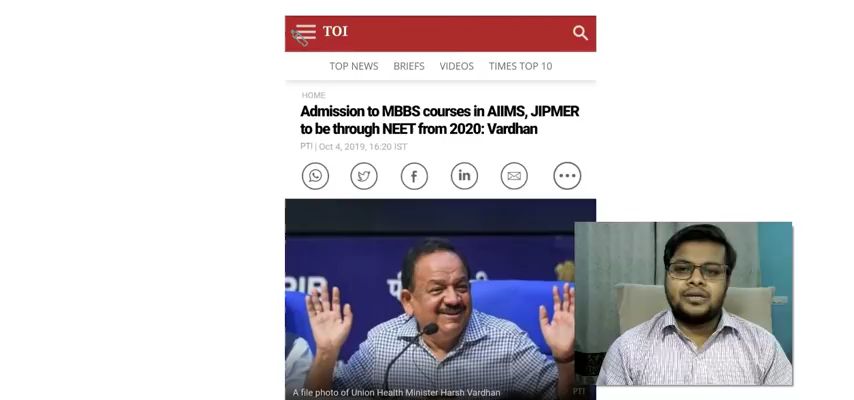 TOI
TOP NEWS BRIEFS VIDEOS TIMES TOP 10
HOME
Admission to MBBS courses in AIIMS, JIPMER
to be through NEET from 2020: Vardhan
PTI | Oct 4, 2019, 16:20 IST
PIB
A file photo of Union Health Minister Harsh Vardhan
PTI